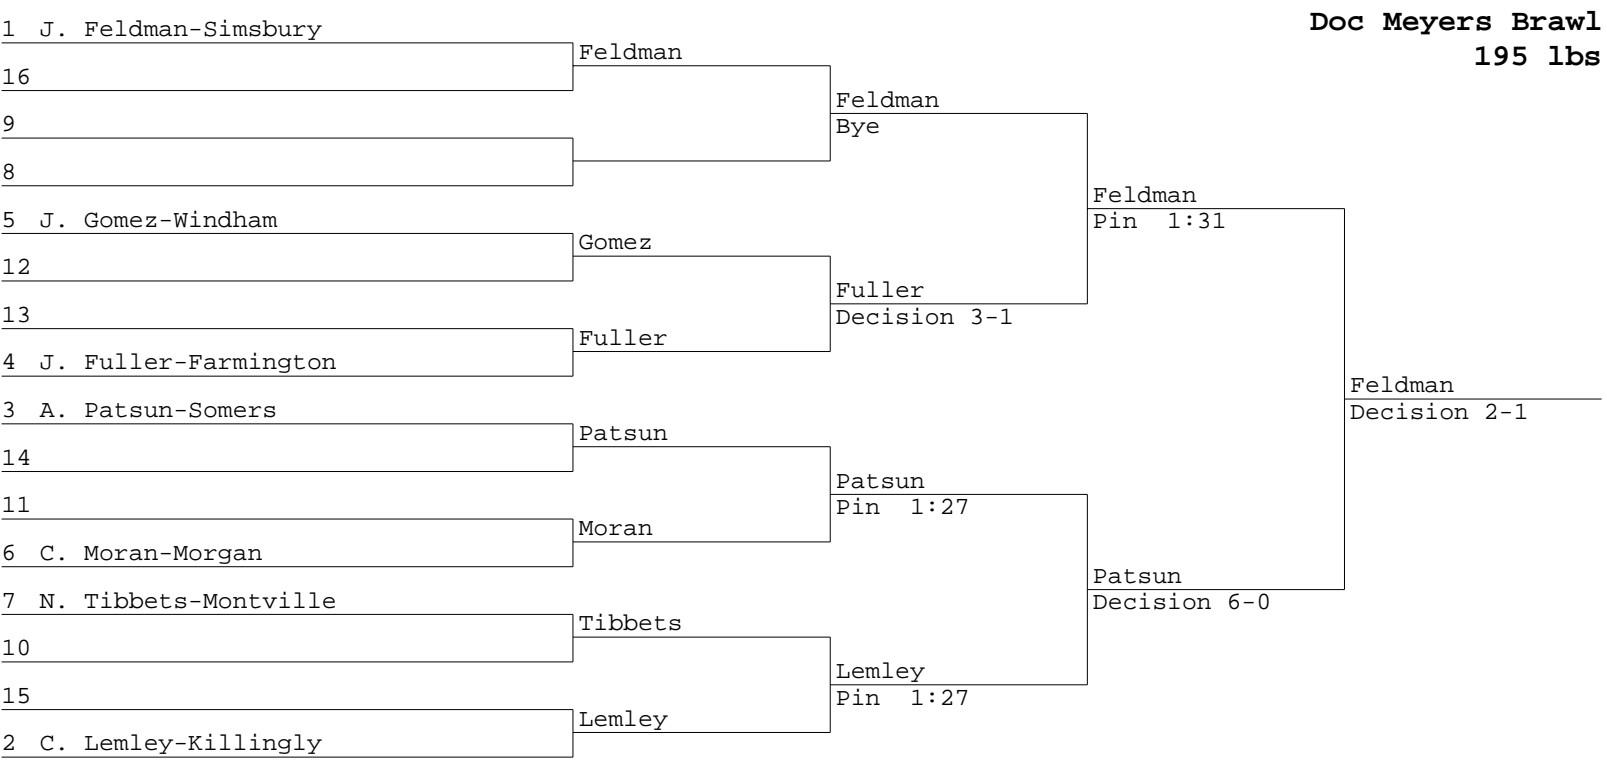 Doc Meyers Brawl
195 lbs
1 J. Feldman-Simsbury
16
9
8
5 J. Gomez-Windham
12
13
4 J. Fuller-Farmington
3 A. Patsun-Somers
14
11
6 C. Moran-Morgan
7 N. Tibbets-Montville
10
15
2 C. Lemley-Killingly
Feldman
Gomez
Fuller
Patsun
Moran
Tibbets
Lemley
Feldman
Bye
Fuller
Decision 3-1
Patsun
Pin 1:27
Lemley
Pin 1:27
Feldman
Pin 1:31
Patsun
Decision 6-0
Feldman
Decision 2-1